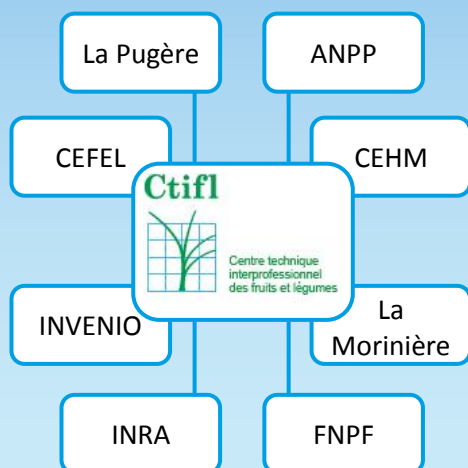 La Pugère
ANPP
CEFEL
CEHM
Ctifl
Centre technique
interprofessionnel
des fruits et légumes
INVENIO
La
Morinière
INRA
FNPF